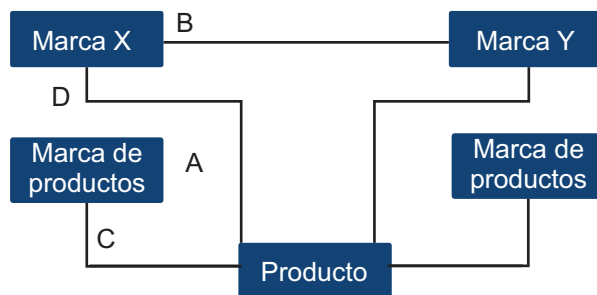 B
Marca X
Marca Y
D
Marca de
productos
A
Marca de
productos
C
Producto